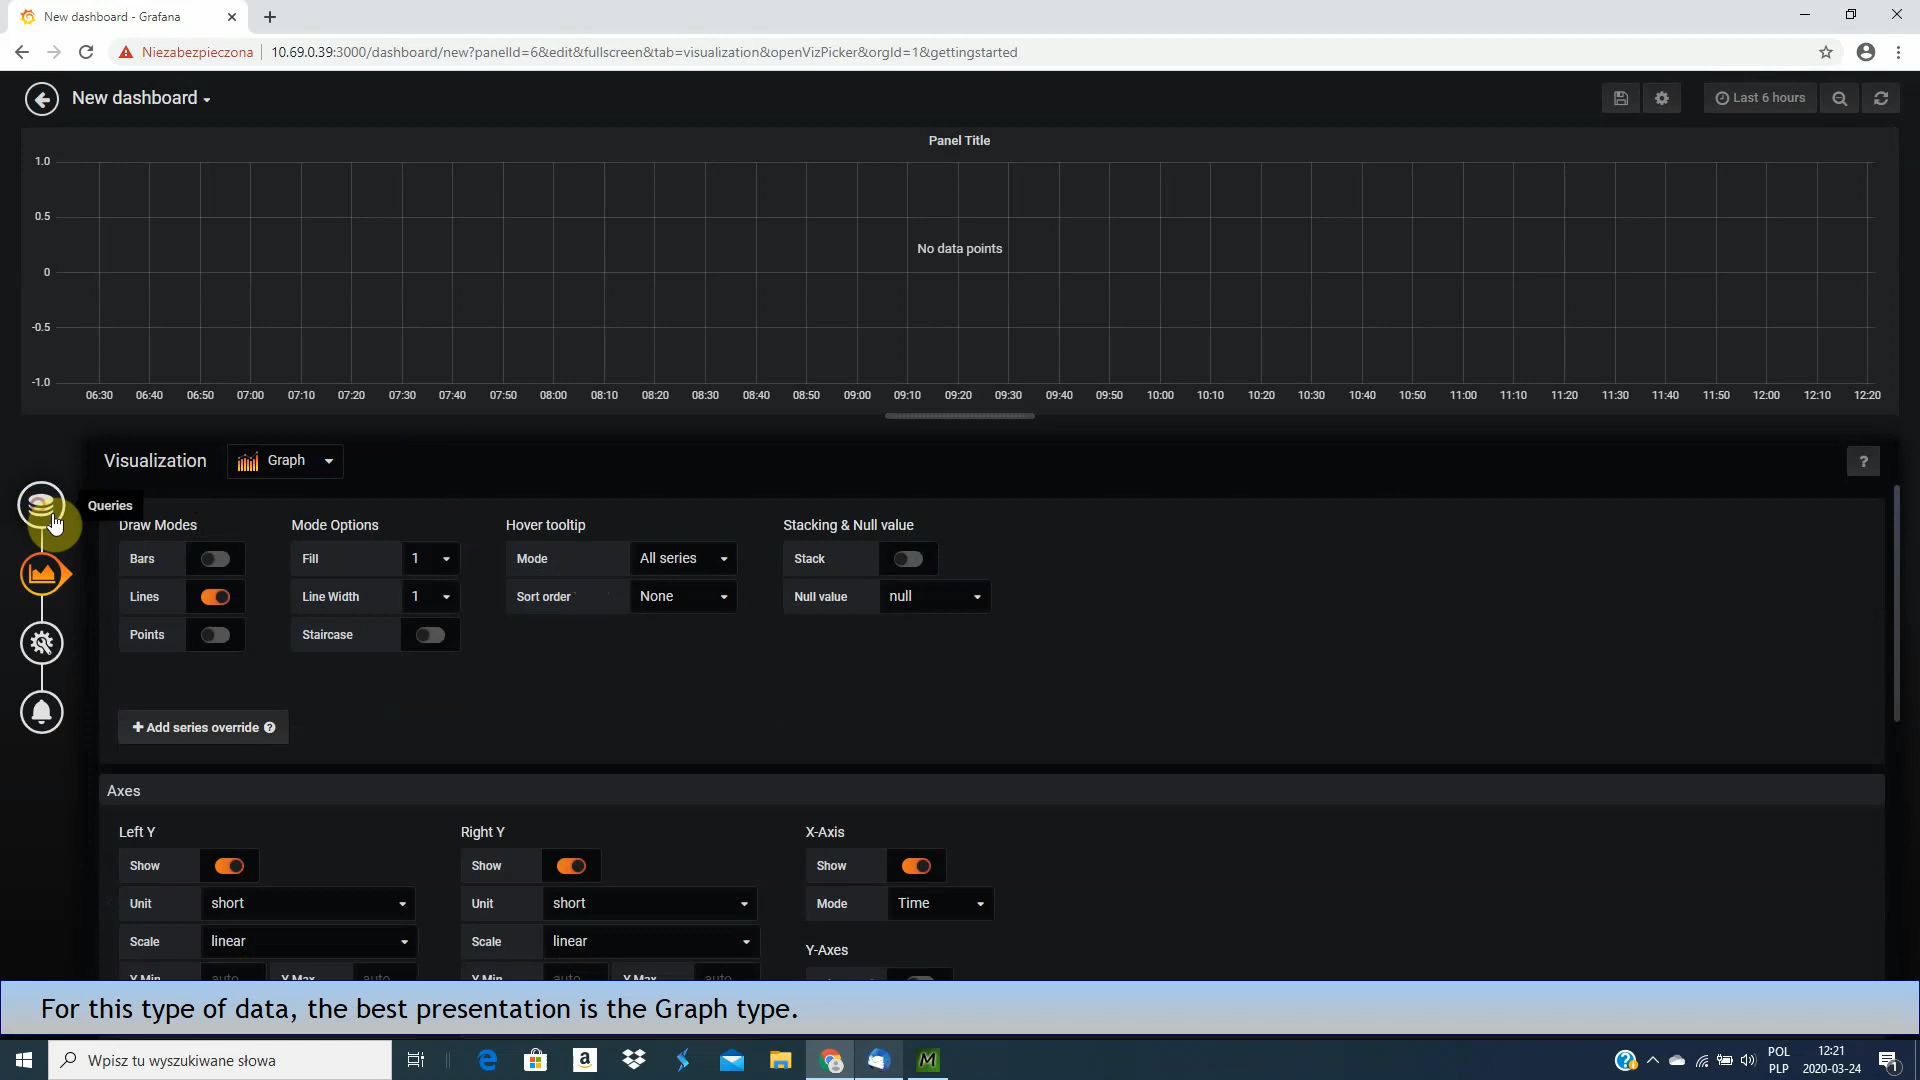 New dashboard - Grafana
Niezabezpieczona
10.69.0.39:3000/dashboard/new?panelId=6&edit&fullscreen&tab=visualization&openVizPicker&orgId=1&gettingstarted
New dashboard
Last 6 hours
Panel Title
1.0
0.5
0
-0.5
-1.0
No data points
06:30 06:40 06:50 07:00 07:10 07:20 07:30 07:40 07:50 08:00 08:10 08:20 08:30 08:40 08:50 09:00 09:10 09:20 09:30 09:40 09:50 10:00 10:10 10:20 10:30 10:40 10:50 11:00 11:10 11:20 11:30 11:40 11:50 12:00 12:10 12:20
Visualization Graph ?
Queries
Draw Modes Mode Options Hover tooltip Stacking & Null value
Bars Fill 1 Mode All series Stack
Lines Line Width 1 Sort order None Null value null
Points Staircase
+ Add series override ?
Axes
Left Y Right Y X-Axis
Show Show Show
Unit short Unit short Mode Time
Scale linear Scale linear
Y-Axes
Y Min auto Y Max auto Y Min auto Y Max auto
For this type of data, the best presentation is the Graph type.
Wpisz tu wyszukiwane słowa
POL
PLP
12:21
2020-03-24
1